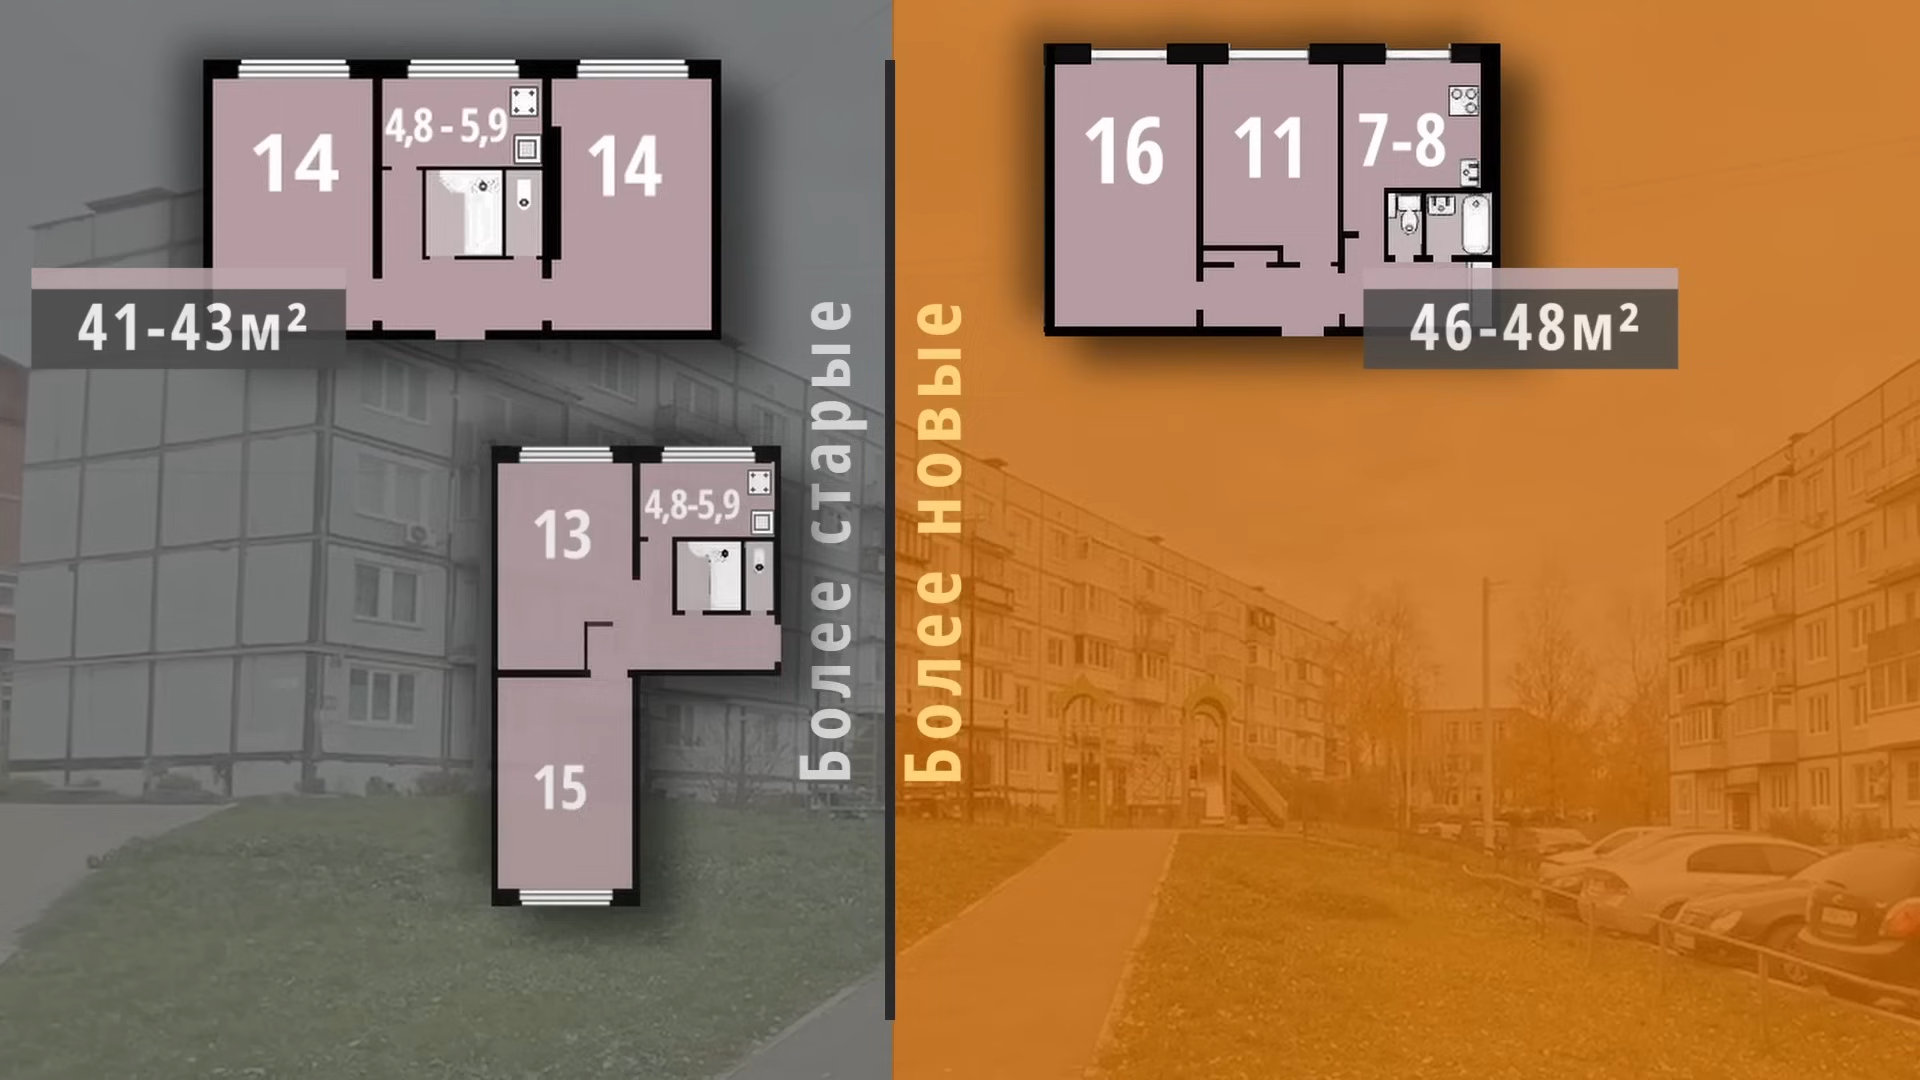 14
4,8 - 5,9
14
41-43м²
13
4,8-5,9
15
Более старые
Более новые
16
11
7-8
46-48м²